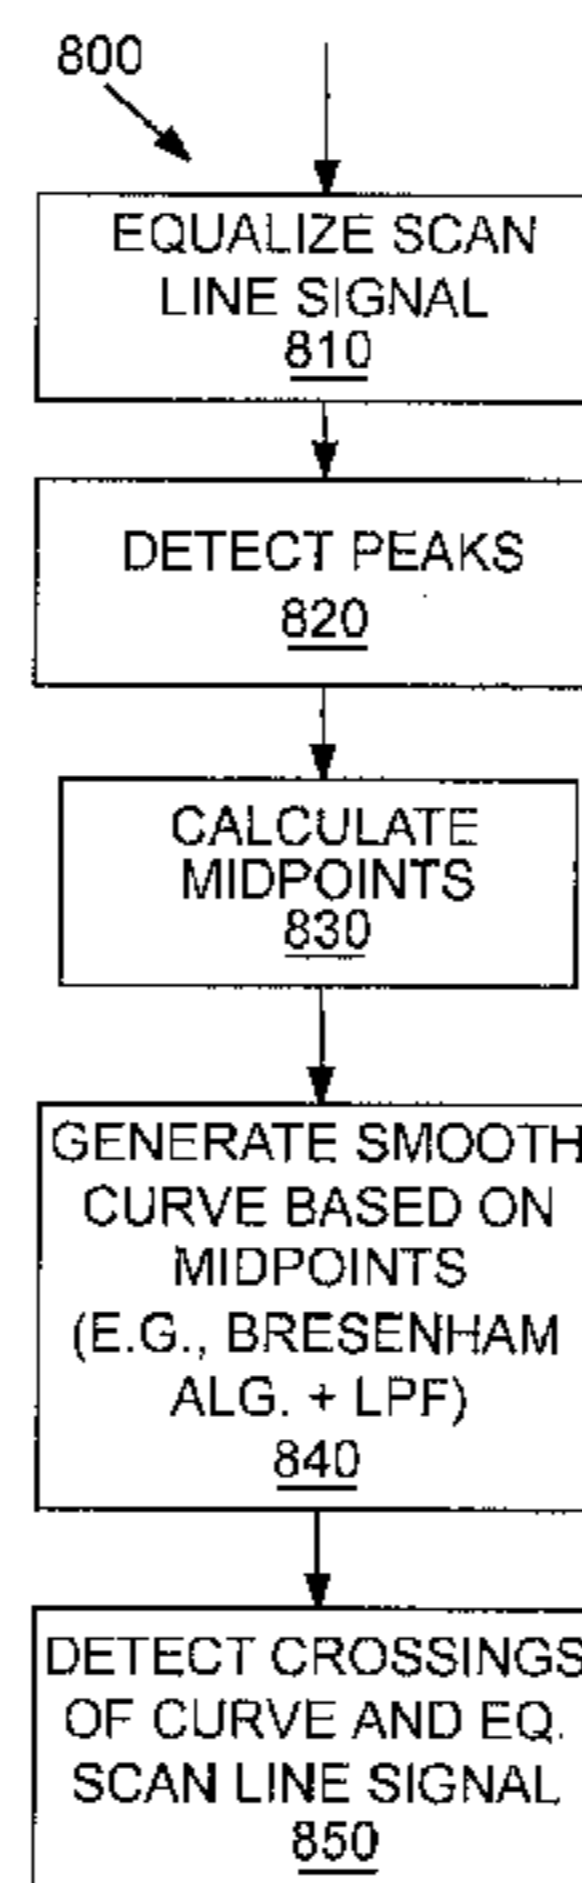 800
EQUALIZE SCAN
LINE SIGNAL
810
DETECT PEAKS
820
CALCULATE
MIDPOINTS
830
GENERATE SMOOTH
CURVE BASED ON
MIDPOINTS
(E.G., BRESENHAM
ALG. + LPF)
840
DETECT CROSSINGS
OF CURVE AND EQ.
SCAN LINE SIGNAL
850